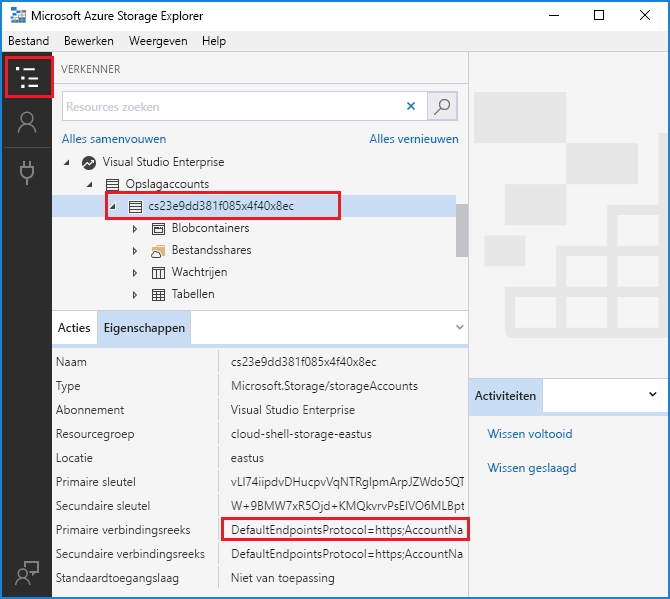 Microsoft Azure Storage Explorer
Bestand Bewerken Weergeven Help
VERKENNER
Resources zoeken
Alles samenvouwen Alles vernieuwen
Visual Studio Enterprise
Opslagaccounts
cs23e9dd381f085x4f40x8ec
Blobcontainers
Bestandsshares
Wachtrijen
Tabellen
Acties Eigenschappen
Naam cs23e9dd381f085x4f40x8ec
Type Microsoft.Storage/storageAccounts
Abonnement Visual Studio Enterprise
Resourcegroep cloud-shell-storage-eastus
Locatie eastus
Primaire sleutel
Secundaire sleutel
Primaire verbindingsreeks DefaultEndpointsProtocol=https;AccountNa
Secundaire verbindingsreeks DefaultEndpointsProtocol=https;AccountNa
Standaardtoegangslaag Niet van toepassing
Activiteiten
Wissen voltooid
Wissen geslaagd